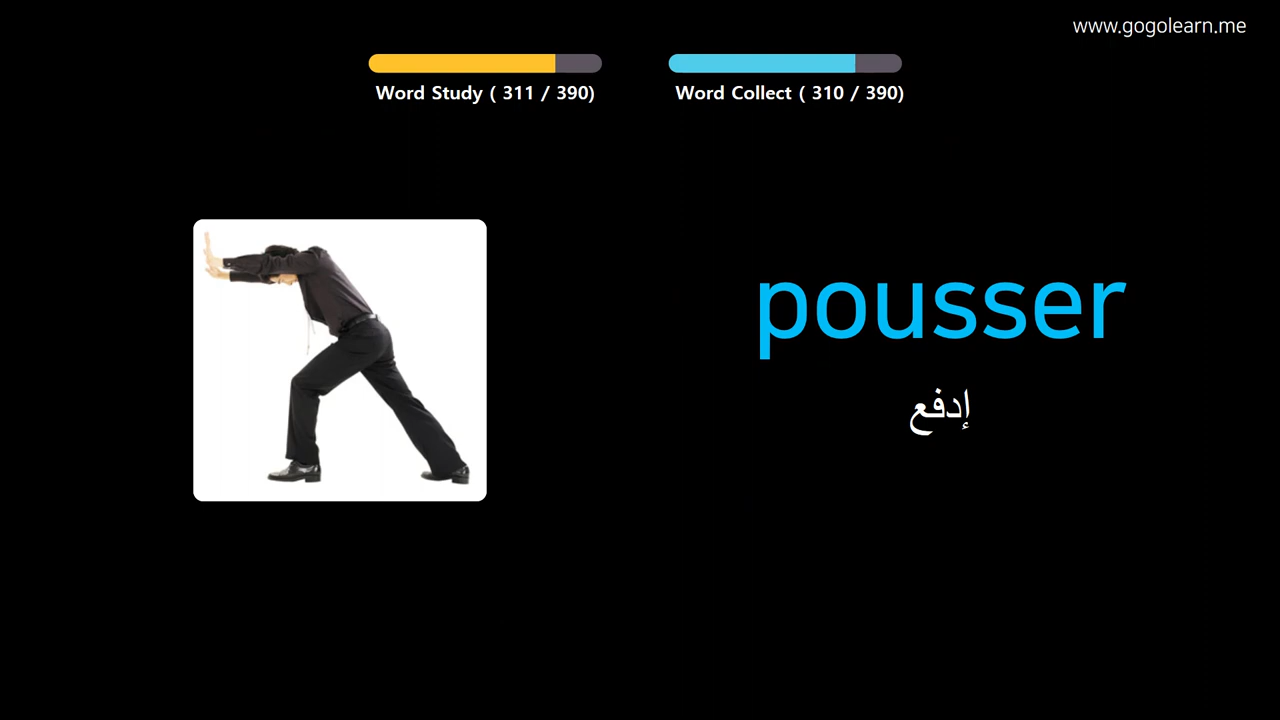 www.gogolearn.me
Word Study ( 311 / 390)
Word Collect ( 310 / 390)
pousser
إدفع